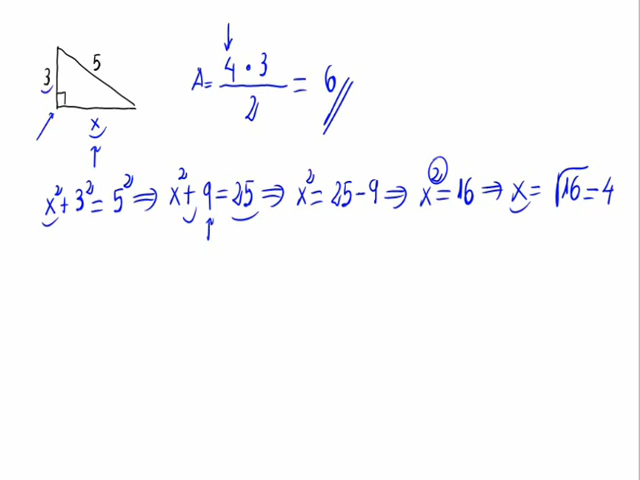 3 5 x
A = 4 · 3 / 2 = 6
x² + 3² = 5² ⇒ x² + 9 = 25 ⇒ x² = 25 - 9 ⇒ x² = 16 ⇒ x = √16 = 4